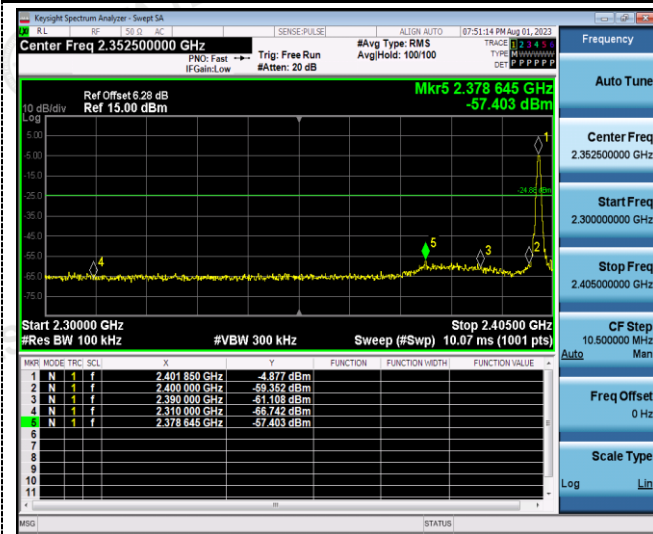 Keysight Spectrum Analyzer - Swept SA
RL RF 50 Ω AC SENSE:PULSE ALIGN AUTO 07:51:14 PM Aug 01, 2023
Center Freq 2.352500000 GHz
PNO: Fast
IFGain:Low
Trig: Free Run
#Atten: 20 dB
#Avg Type: RMS
Avg|Hold: 100/100
TRACE 1 2 3 4 5 6
TYPE M W W W W W
DET P P P P P P
Ref Offset 6.28 dB
Ref 15.00 dBm
10 dB/div
Log
Mkr5 2.378 645 GHz
-57.403 dBm
5.00
-5.00
-15.0
-25.0
-35.0
-45.0
-55.0
-65.0
-75.0
1
-24.88 dBm
5
3
2
4
Start 2.30000 GHz
Stop 2.40500 GHz
#Res BW 100 kHz
#VBW 300 kHz
Sweep (#Swp) 10.07 ms (1001 pts)
MKR MODE TRC SCL X Y FUNCTION FUNCTION WIDTH FUNCTION VALUE
1 N 1 f 2.401 850 GHz -4.877 dBm
2 N 1 f 2.400 000 GHz -59.352 dBm
3 N 1 f 2.390 000 GHz -61.108 dBm
4 N 1 f 2.310 000 GHz -66.742 dBm
5 N 1 f 2.378 645 GHz -57.403 dBm
6
7
8
9
10
11
MSG STATUS
Frequency
Auto Tune
Center Freq
2.352500000 GHz
Start Freq
2.300000000 GHz
Stop Freq
2.405000000 GHz
CF Step
10.500000 MHz
Auto Man
Freq Offset
0 Hz
Scale Type
Log Lin